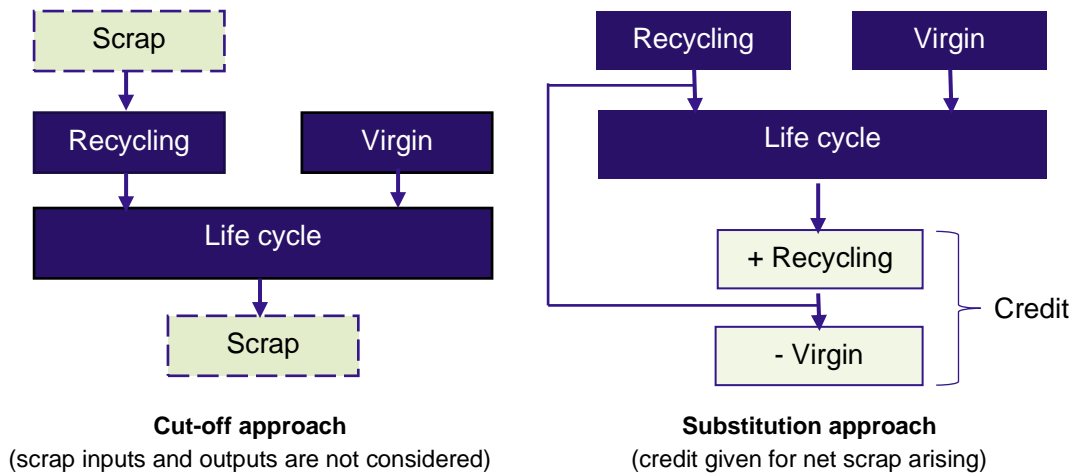 Scrap
Recycling
Virgin
Life cycle
Scrap
Cut-off approach
(scrap inputs and outputs are not considered)
Recycling
Virgin
Life cycle
+ Recycling
- Virgin
Credit
Substitution approach
(credit given for net scrap arising)